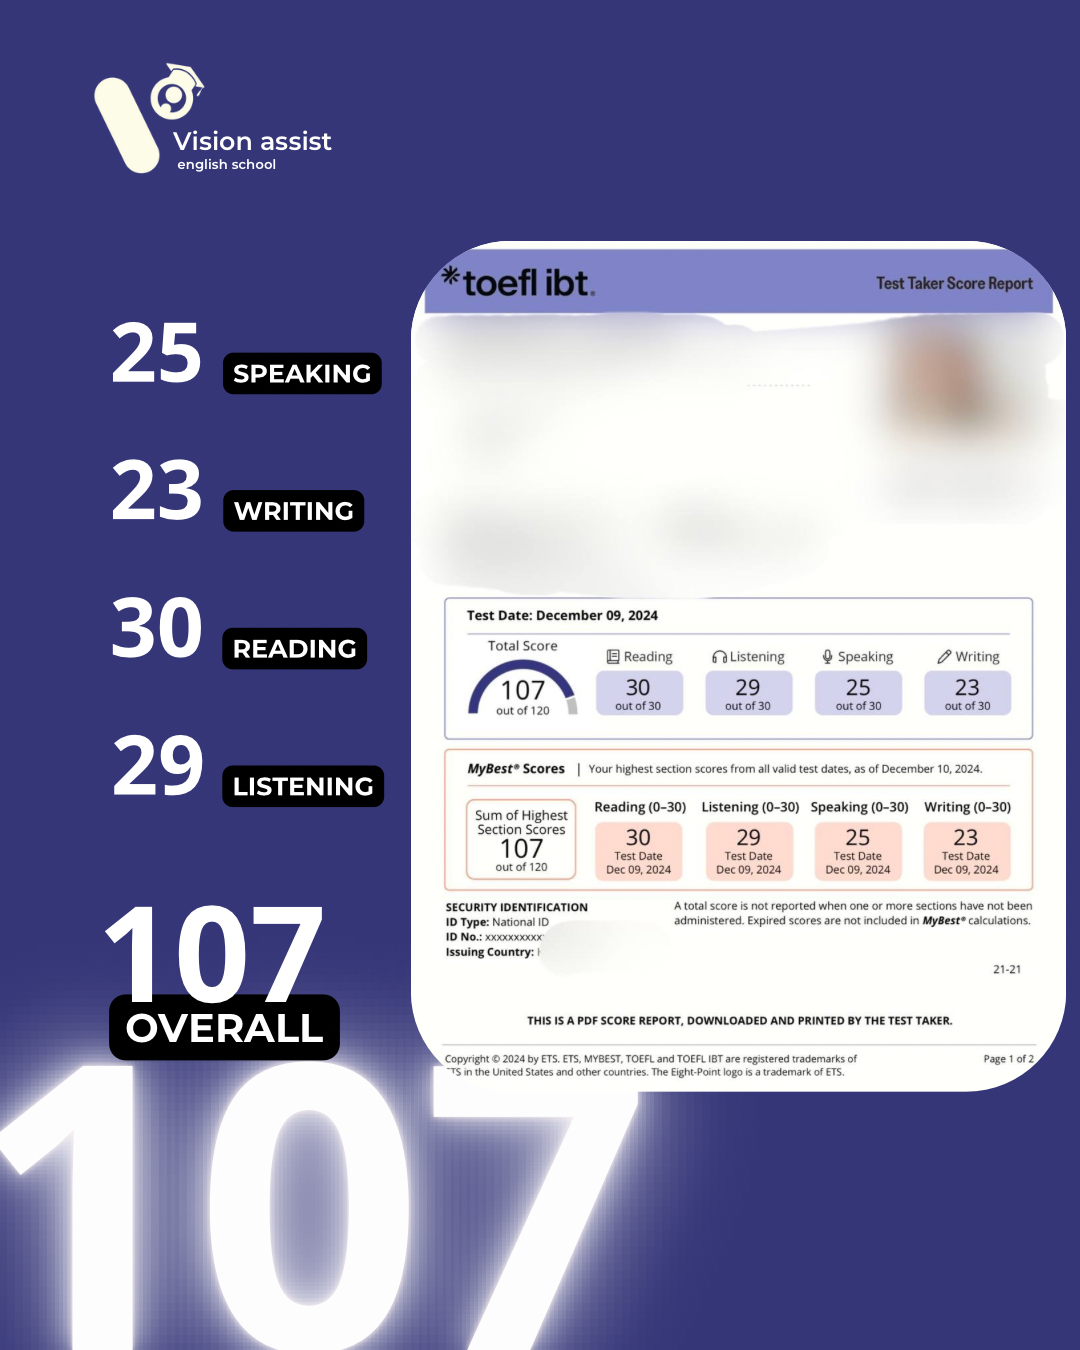 Vision assist
english school
25 SPEAKING
23 WRITING
30 READING
29 LISTENING
107
OVERALL
107
toefl ibt.
Test Taker Score Report
Test Date: December 09, 2024
Total Score
107
out of 120
Reading
30
out of 30
Listening
29
out of 30
Speaking
25
out of 30
Writing
23
out of 30
MyBest® Scores | Your highest section scores from all valid test dates, as of December 10, 2024.
Sum of Highest
Section Scores
107
out of 120
Reading (0–30)
30
Test Date
Dec 09, 2024
Listening (0–30)
29
Test Date
Dec 09, 2024
Speaking (0–30)
25
Test Date
Dec 09, 2024
Writing (0–30)
23
Test Date
Dec 09, 2024
SECURITY IDENTIFICATION
ID Type: National ID
ID No.: xxxxxxxxxx
Issuing Country:
A total score is not reported when one or more sections have not been
administered. Expired scores are not included in MyBest® calculations.
21-21
THIS IS A PDF SCORE REPORT, DOWNLOADED AND PRINTED BY THE TEST TAKER.
Copyright © 2024 by ETS. ETS, MYBEST, TOEFL and TOEFL IBT are registered trademarks of
ETS in the United States and other countries. The Eight-Point logo is a trademark of ETS.
Page 1 of 2